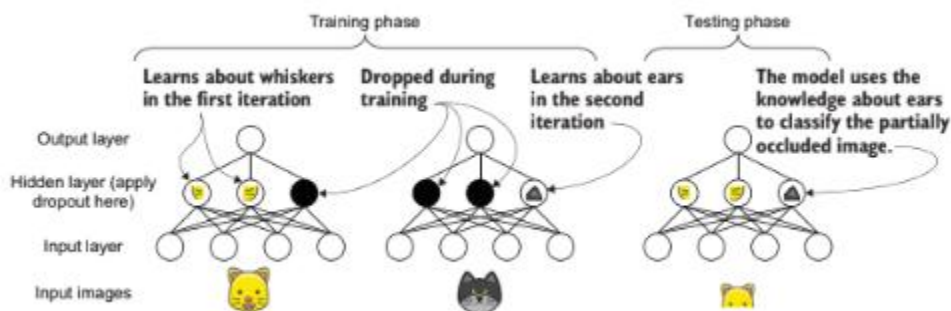 Training phase
Testing phase
Learns about whiskers
in the first iteration
Dropped during
training
Learns about ears
in the second
iteration
The model uses the
knowledge about ears
to classify the partially
occluded image.
Output layer
Hidden layer (apply
dropout here)
Input layer
Input images